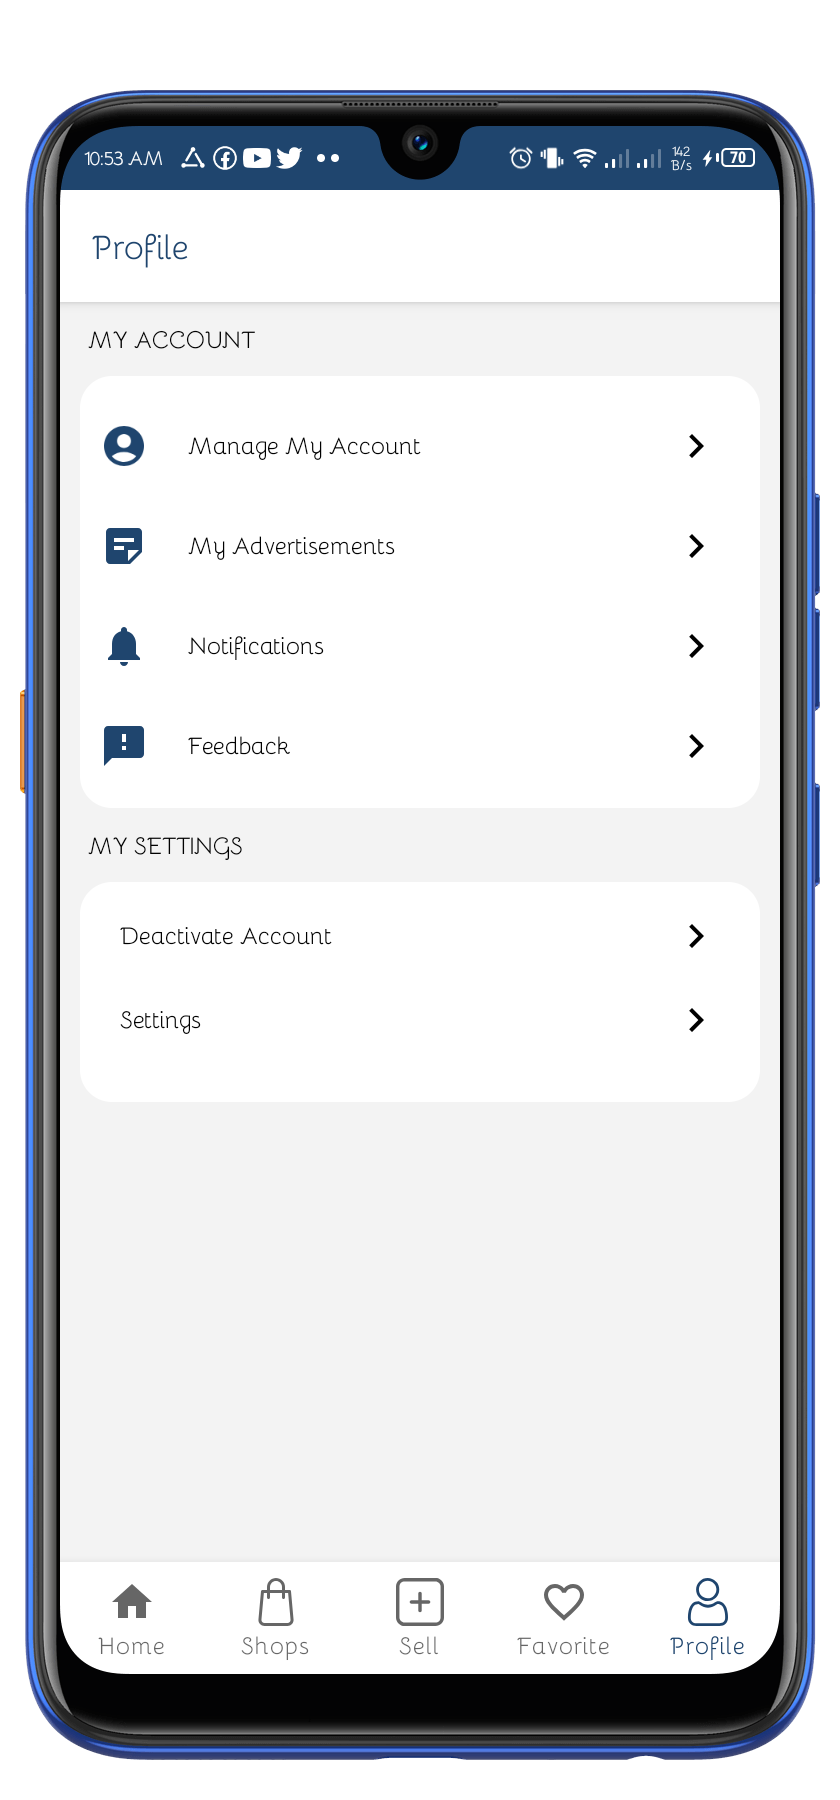 10:53 AM
142
B/s
70
Profile
MY ACCOUNT
Manage My Account
My Advertisements
Notifications
Feedback
MY SETTINGS
Deactivate Account
Settings
Home
Shops
Sell
Favorite
Profile